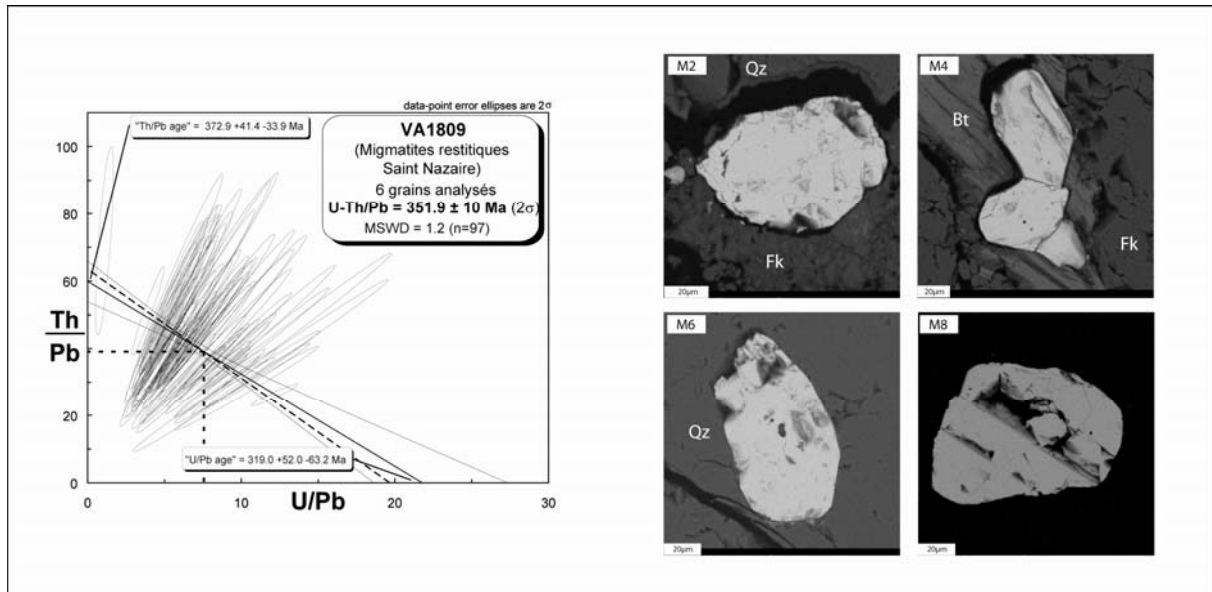 data-point error ellipses are 2σ
"Th/Pb age" = 372.9 +41.4 -33.9 Ma
VA1809
(Migmatites restitiques
Saint Nazaire)
6 grains analysés
U-Th/Pb = 351.9 ± 10 Ma (2σ)
MSWD = 1.2 (n=97)
100
80
60
Th
Pb
40
20
0
"U/Pb age" = 319.0 +52.0 -63.2 Ma
0
10
20
30
U/Pb
M2
Qz
Fk
20µm
M4
Bt
Fk
20µm
M6
Qz
20µm
M8
20µm